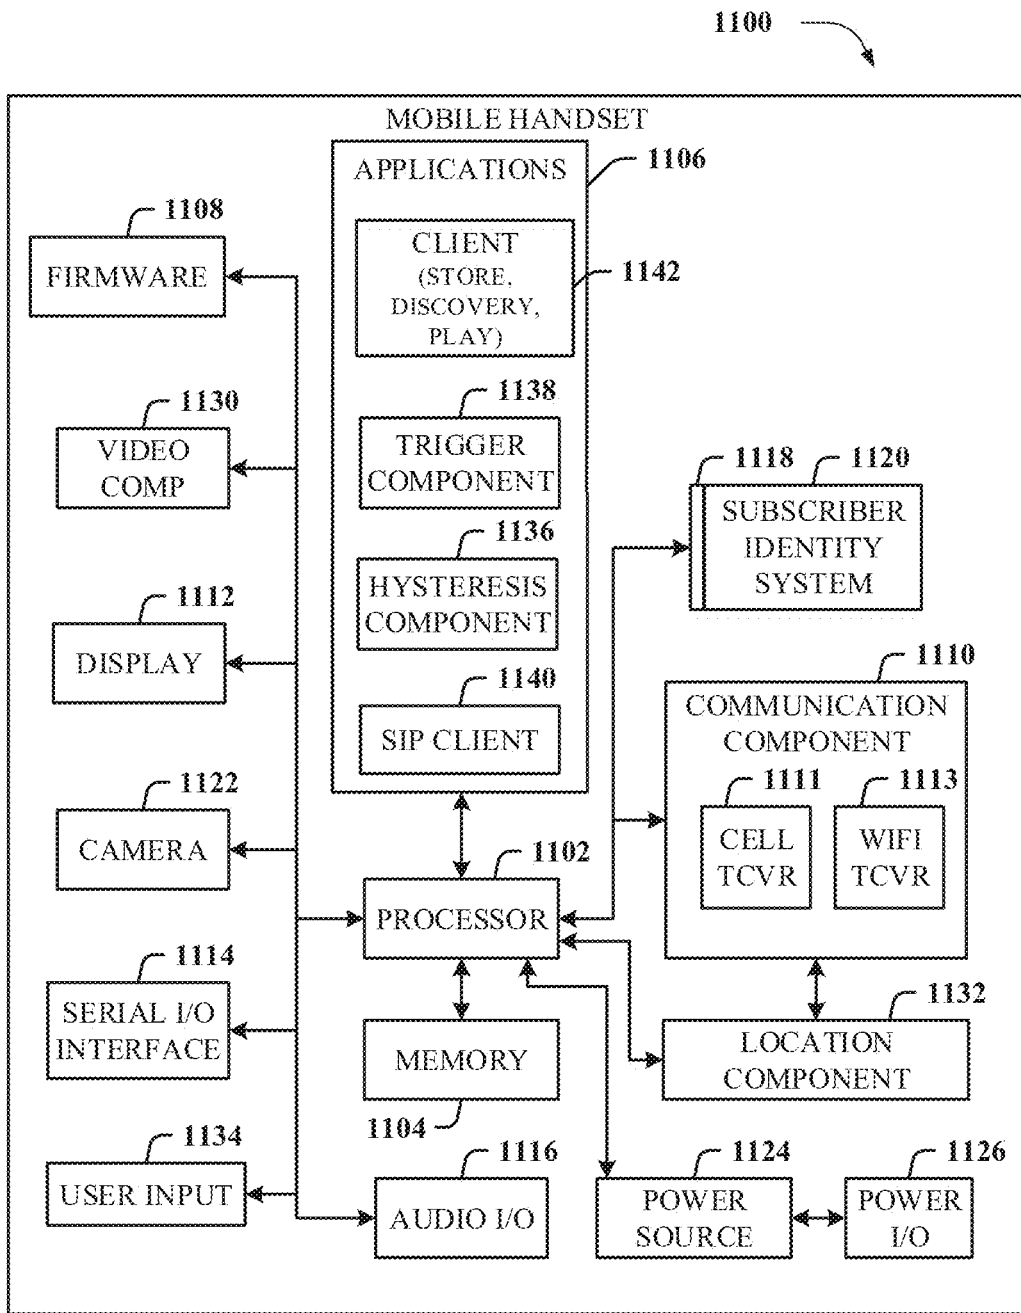 1100
MOBILE HANDSET
APPLICATIONS
1106
CLIENT
(STORE,
DISCOVERY,
PLAY)
1142
1138
TRIGGER
COMPONENT
1136
HYSTERESIS
COMPONENT
1140
SIP CLIENT
1108
FIRMWARE
1130
VIDEO
COMP
1112
DISPLAY
1122
CAMERA
1114
SERIAL I/O
INTERFACE
1134
USER INPUT
1102
PROCESSOR
MEMORY
1104
1116
AUDIO I/O
1118
1120
SUBSCRIBER
IDENTITY
SYSTEM
1110
COMMUNICATION
COMPONENT
1111
CELL
TCVR
1113
WIFI
TCVR
1132
LOCATION
COMPONENT
1124
POWER
SOURCE
1126
POWER
I/O